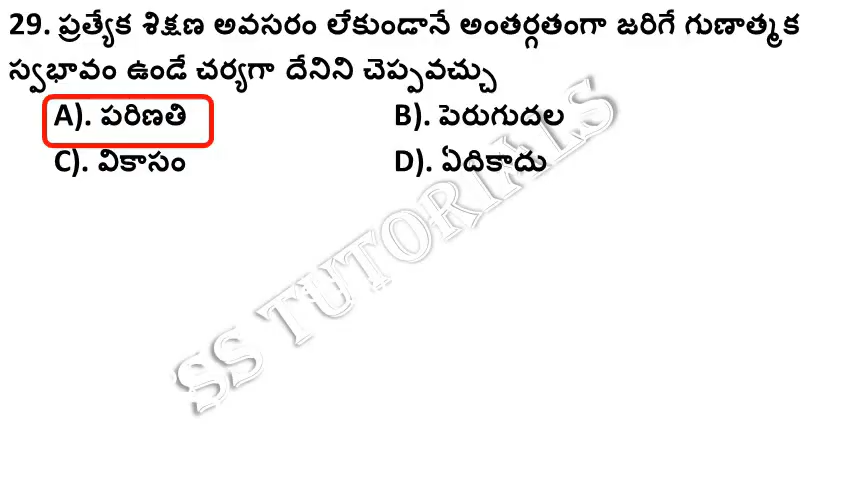 29. ప్రత్యేక శిక్షణ అవసరం లేకుండానే అంతర్గతంగా జరిగే గుణాత్మక
స్వభావం ఉండే చర్యగా దేనిని చెప్పవచ్చు
A). పరిణతి B). పెరుగుదల
C). వికాసం D). ఏదికాదు
SS TUTORIALS